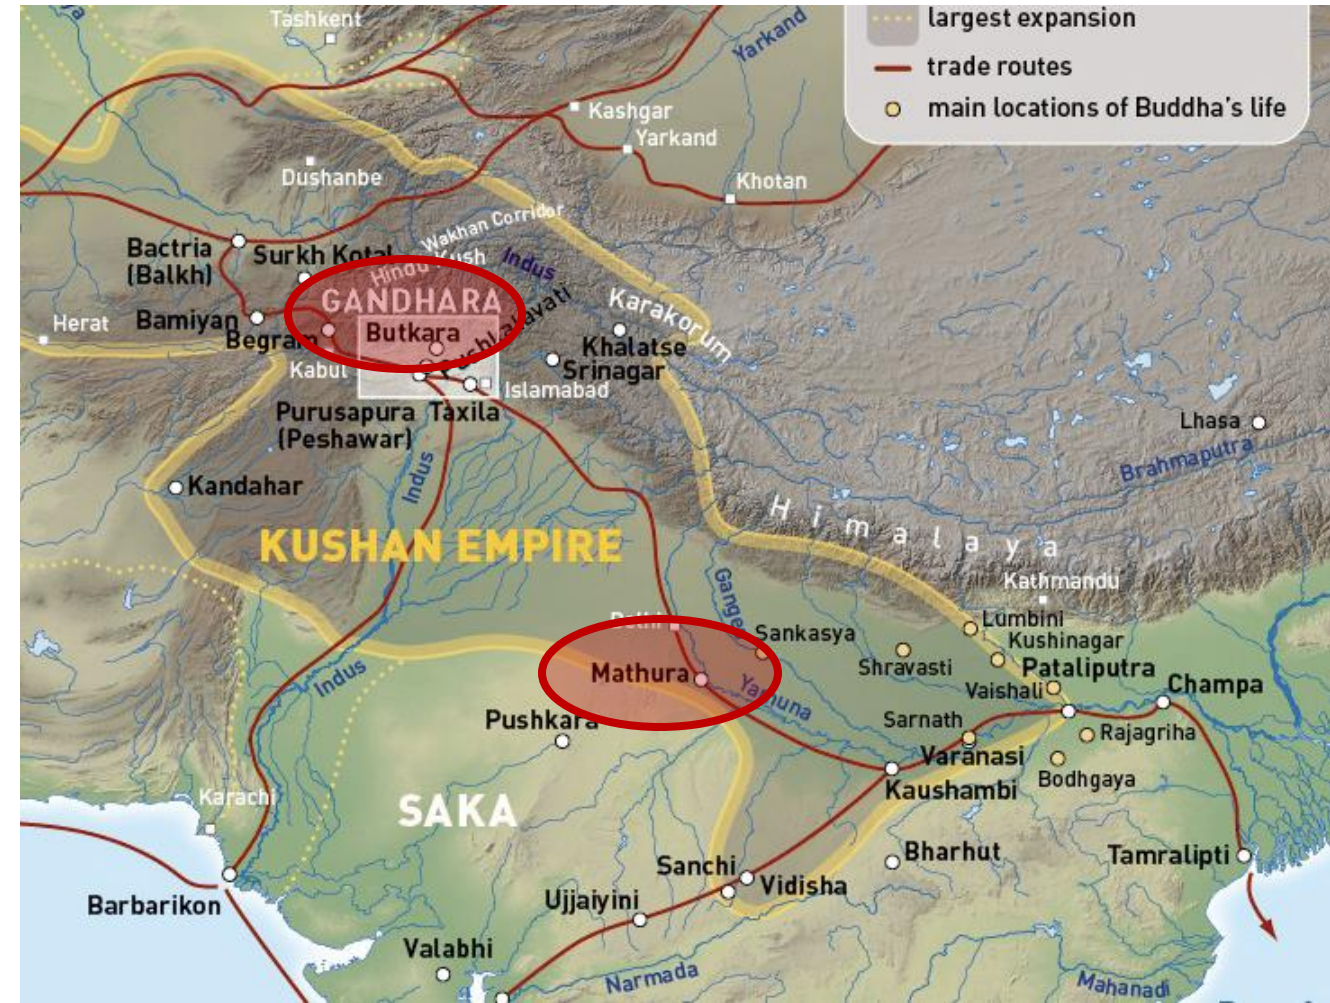 largest expansion
trade routes
main locations of Buddha's life
Tashkent
Yarkand
Kashgar
Yarkand
Dushanbe
Khotan
Wakhan Corridor
Bactria
(Balkh)
Surkh Kotal
Hindu Kush
Indus
GANDHARA
Karakorum
Herat
Bamiyan
Begram
Butkara
Pushkalavati
Khalatse
Srinagar
Kabul
Islamabad
Purusapura
(Peshawar)
Taxila
Lhasa
Brahmaputra
Kandahar
Indus
KUSHAN EMPIRE
Himalaya
Kathmandu
Ganges
Delhi
Sankasya
Lumbini
Kushinagar
Mathura
Shravasti
Pataliputra
Yamuna
Vaishali
Champa
Indus
Pushkara
Sarnath
Rajagriha
Varanasi
Bodhgaya
Kaushambi
Karachi
SAKA
Bharhut
Tamralipti
Sanchi
Vidisha
Barbarikon
Ujjaiyini
Valabhi
Narmada
Mahanadi